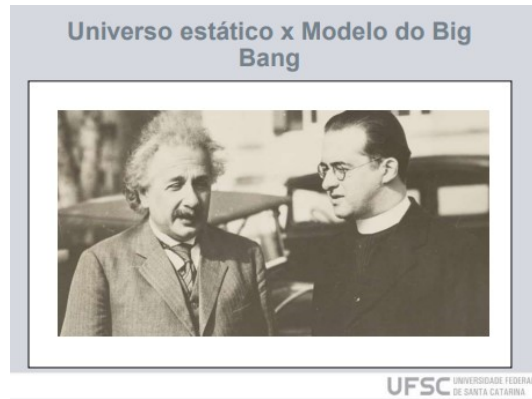 Universo estático x Modelo do Big
Bang
UFSC UNIVERSIDADE FEDERAL
DE SANTA CATARINA